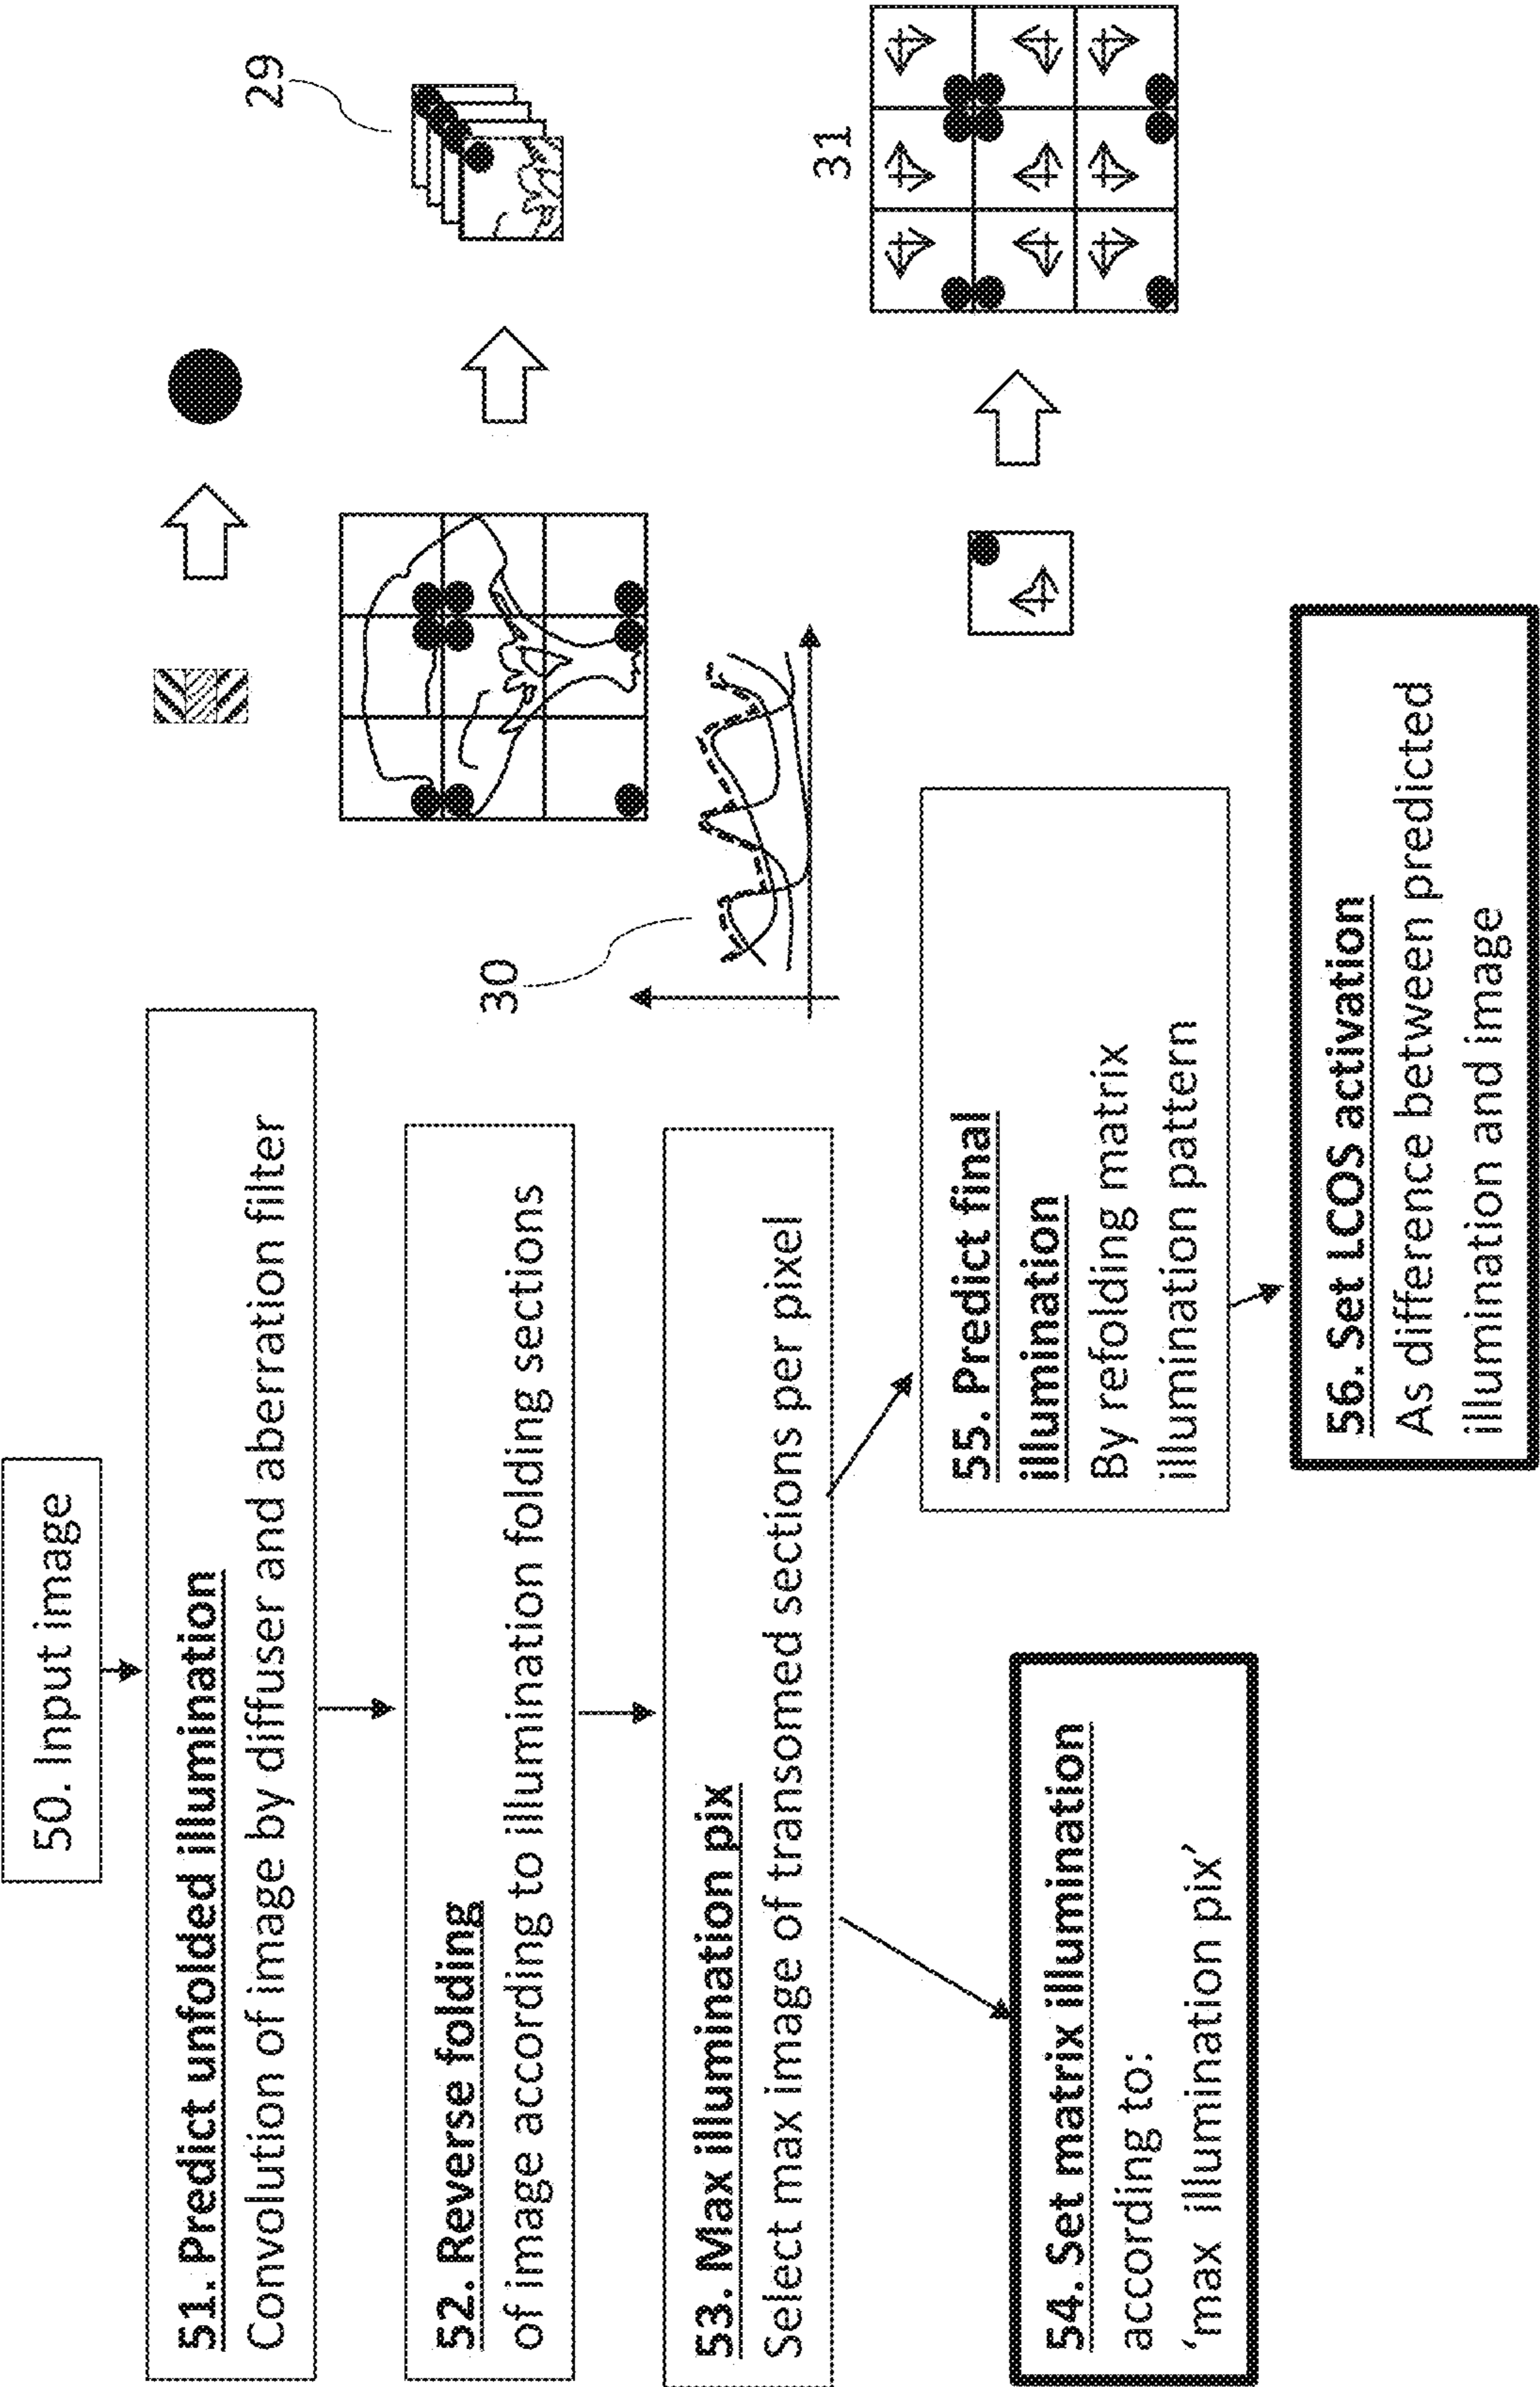 50. Input image
51. Predict unfolded illumination
Convolution of image by diffuser and aberration filter
29
52. Reverse folding
of image according to illumination folding sections
30
53. Max illumination pix
Select max image of transomed sections per pixel
31
54. Set matrix illumination
according to:
‘max illumination pix’
55. Predict final
illumination
By refolding matrix
illumination pattern
56. Set LCOS activation
As difference between predicted
illumination and image